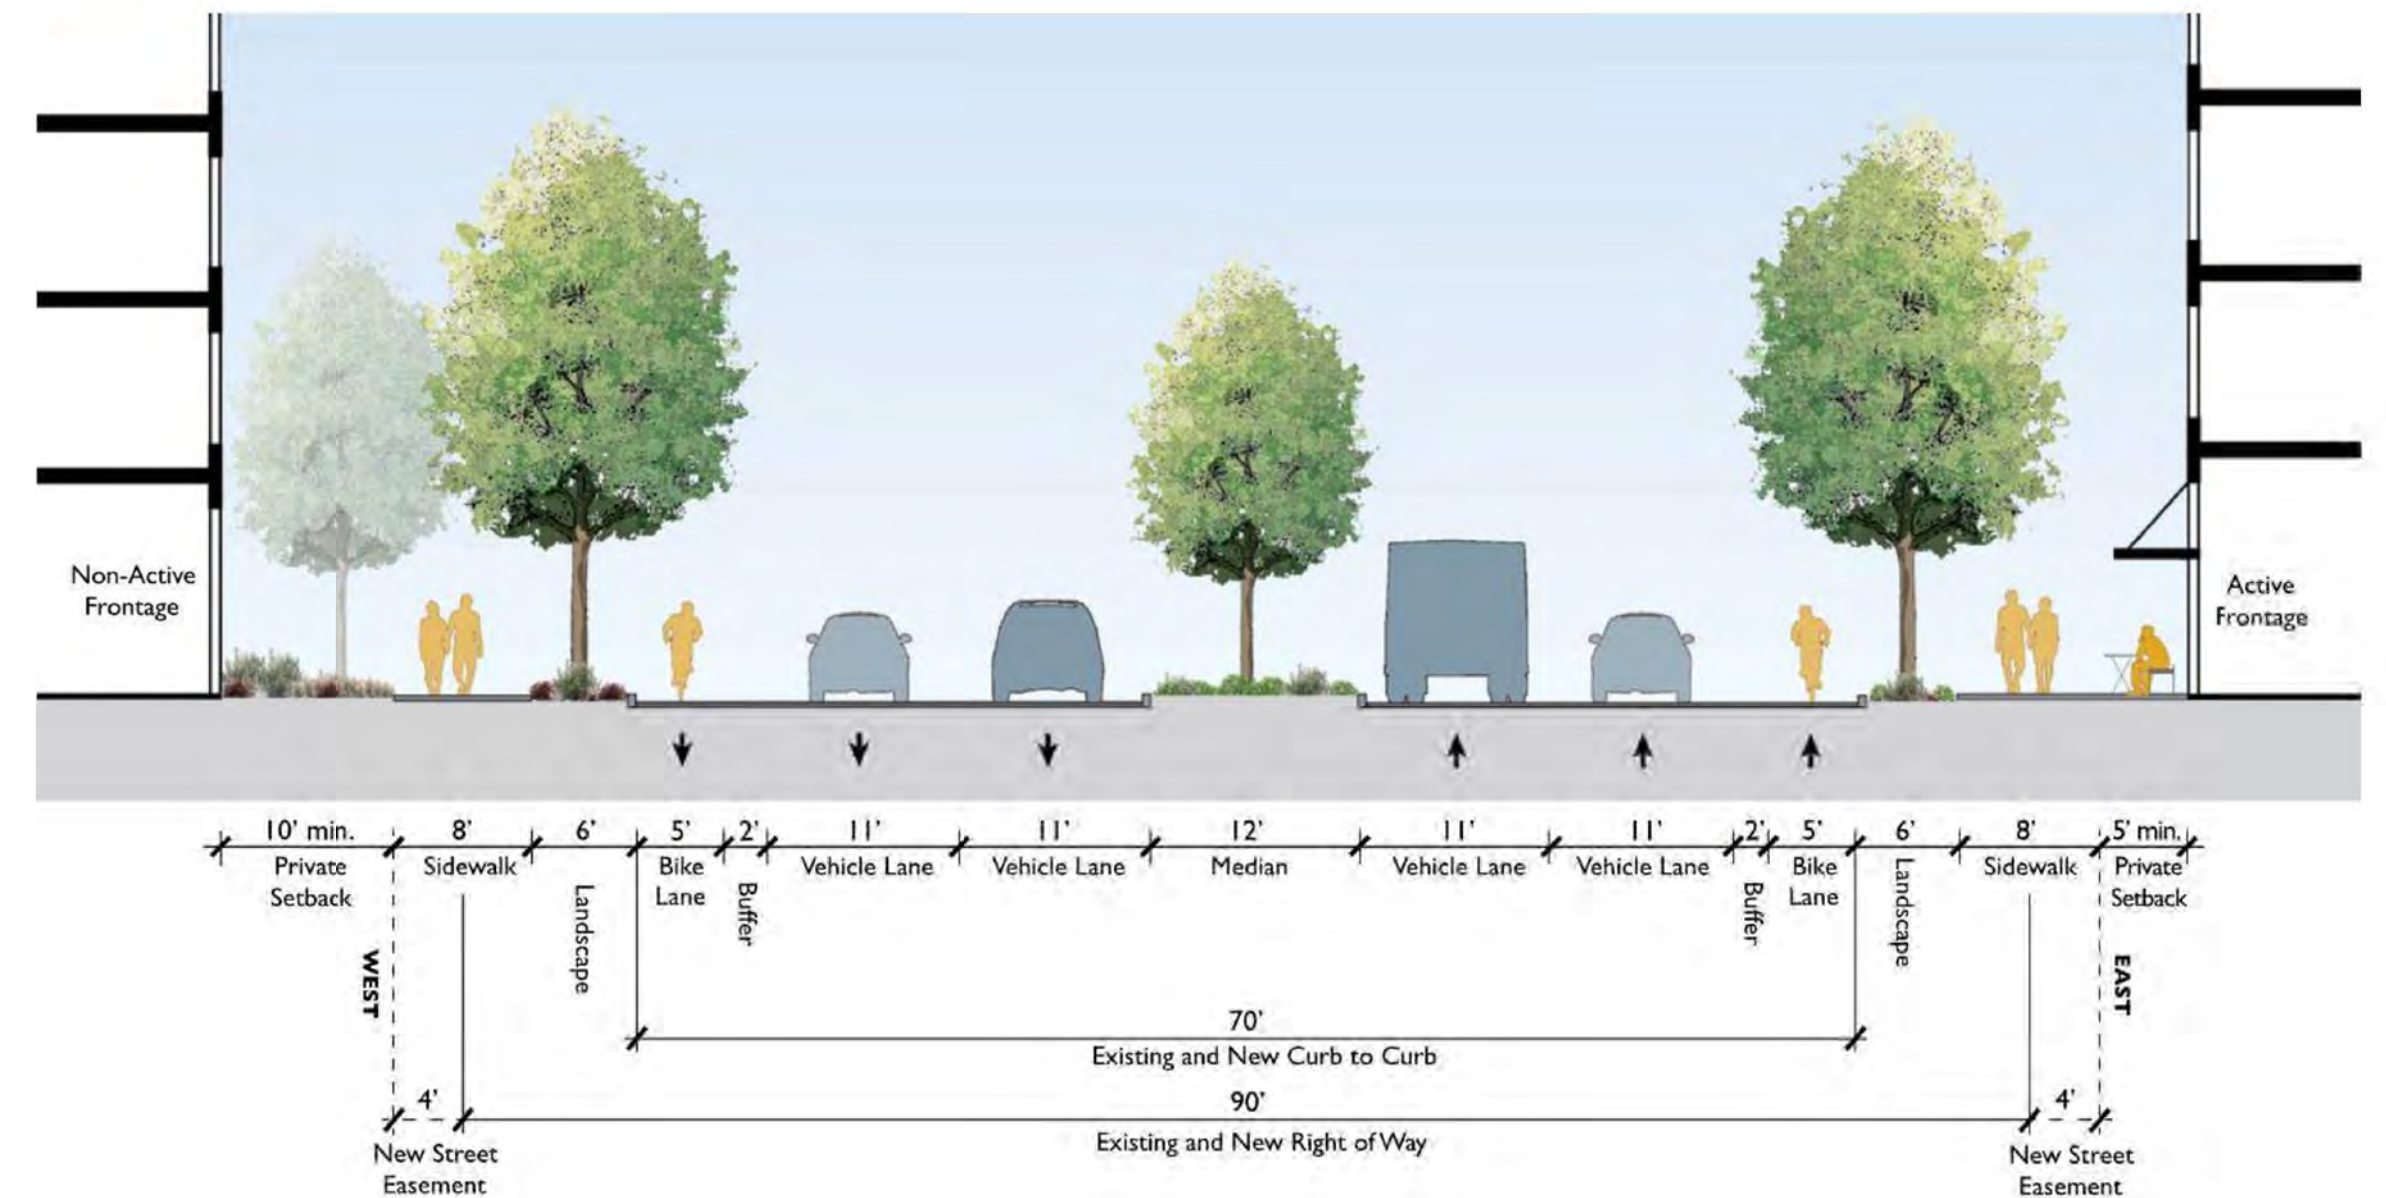 Non-Active
Frontage
Active
Frontage
10' min.
8'
6'
5'
2'
11'
11'
12'
11'
11'
2'
5'
6'
8'
5' min.
Private
Setback
Sidewalk
Landscape
Bike
Lane
Buffer
Vehicle Lane
Vehicle Lane
Median
Vehicle Lane
Vehicle Lane
Buffer
Bike
Lane
Landscape
Sidewalk
Private
Setback
WEST
EAST
70'
Existing and New Curb to Curb
4'
90'
4'
Existing and New Right of Way
New Street
Easement
New Street
Easement